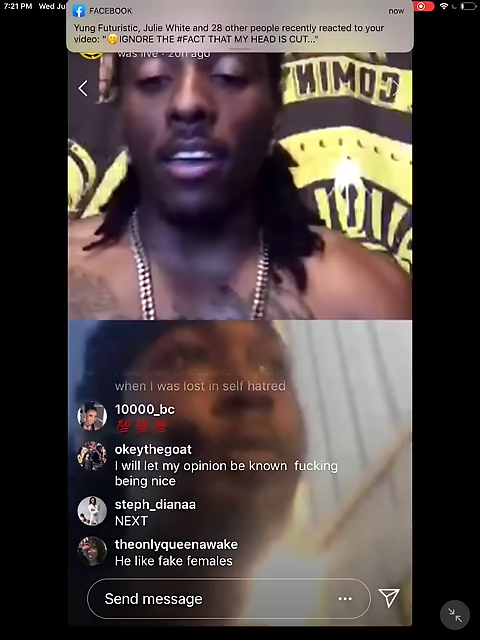 7:21 PM Wed Jul
FACEBOOK
now
Yung Futuristic, Julie White and 28 other people recently reacted to your
video: "🤫IGNORE THE #FACT THAT MY HEAD IS CUT..."
was live · 20h ago
COMIN
when I was lost in self hatred
10000_bc
💯 💯 💯
okeythegoat
I will let my opinion be known fucking
being nice
steph_dianaa
NEXT
theonlyqueenawake
He like fake females
Send message